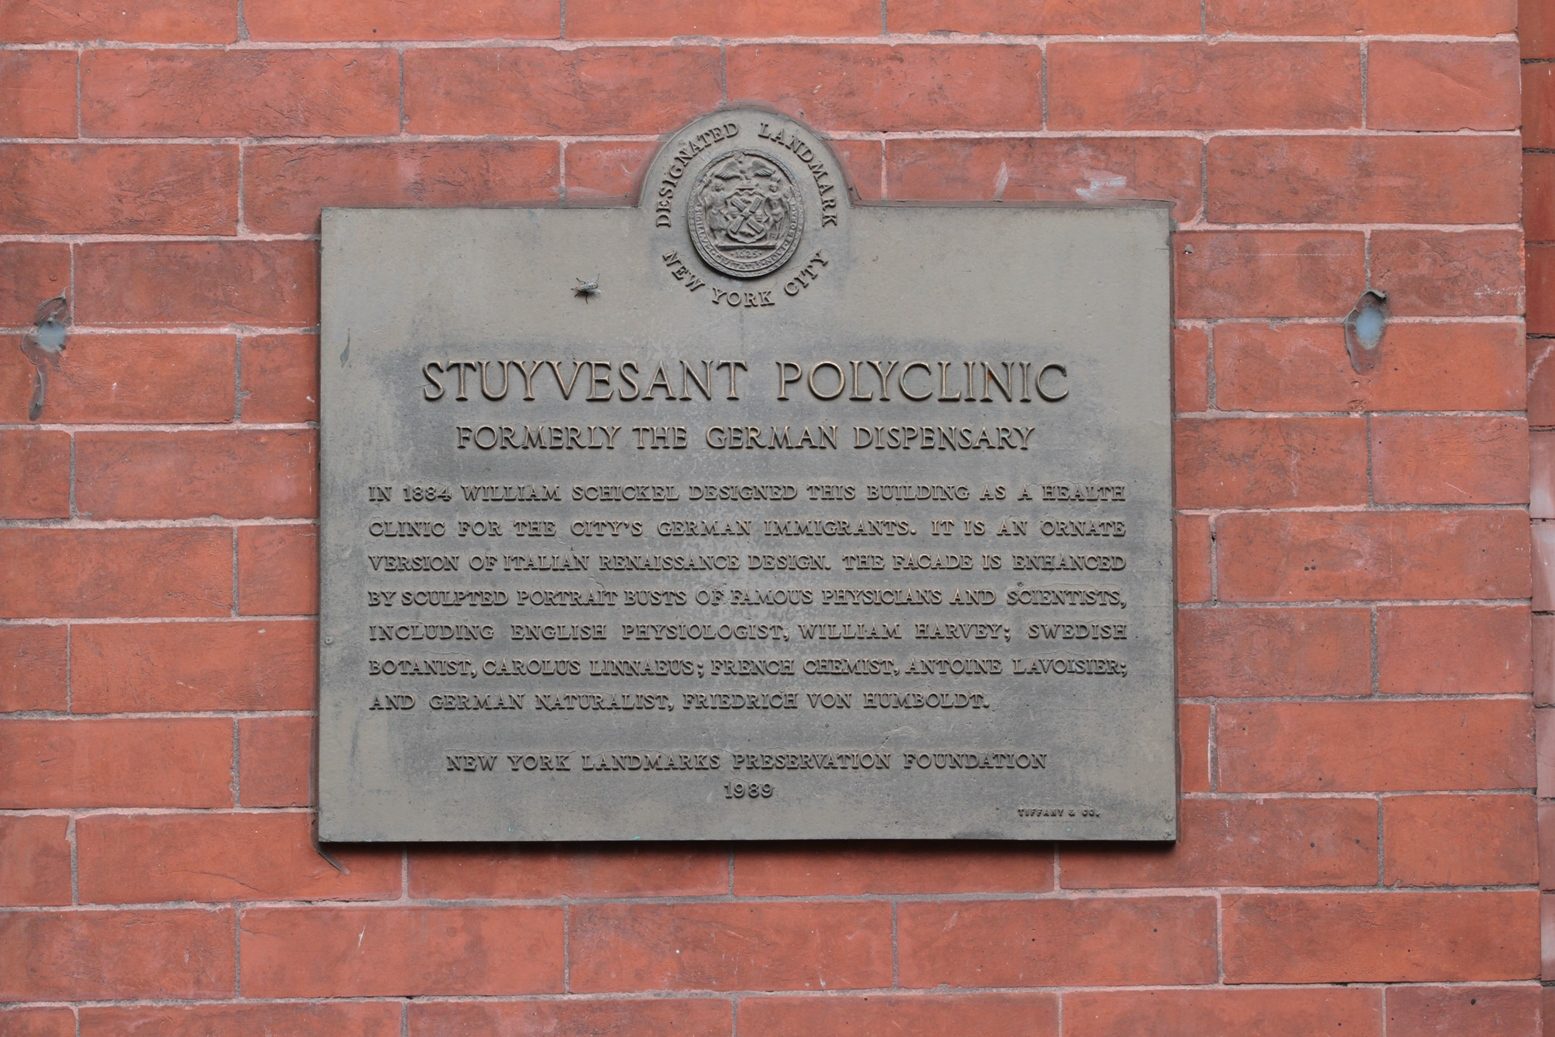 DESIGNATED LANDMARK
NEW YORK CITY
STUYVESANT POLYCLINIC
FORMERLY THE GERMAN DISPENSARY
IN 1884 WILLIAM SCHICKEL DESIGNED THIS BUILDING AS A HEALTH
CLINIC FOR THE CITY'S GERMAN IMMIGRANTS. IT IS AN ORNATE
VERSION OF ITALIAN RENAISSANCE DESIGN. THE FACADE IS ENHANCED
BY SCULPTED PORTRAIT BUSTS OF FAMOUS PHYSICIANS AND SCIENTISTS,
INCLUDING ENGLISH PHYSIOLOGIST, WILLIAM HARVEY; SWEDISH
BOTANIST, CAROLUS LINNAEUS; FRENCH CHEMIST, ANTOINE LAVOISIER;
AND GERMAN NATURALIST, FRIEDRICH VON HUMBOLDT.
NEW YORK LANDMARKS PRESERVATION FOUNDATION
1989
TIFFANY & CO.